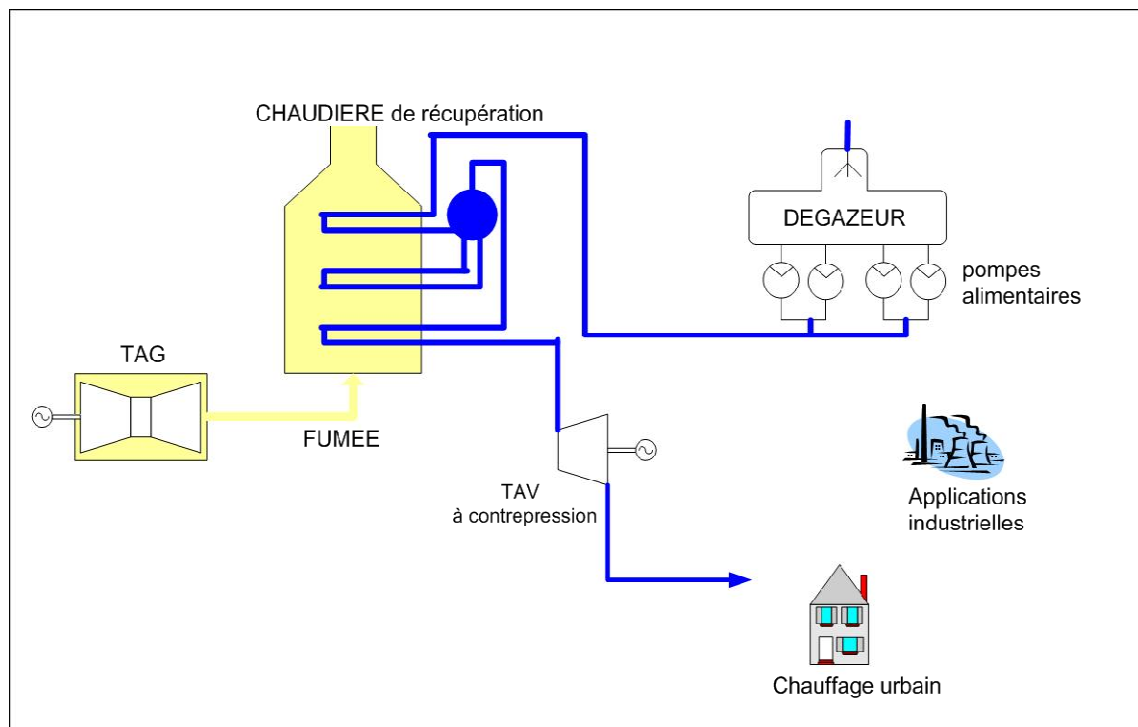 CHAUDIERE de récupération
DEGAZEUR
pompes
alimentaires
TAG
FUMEE
TAV
à contrepression
Applications
industrielles
Chauffage urbain